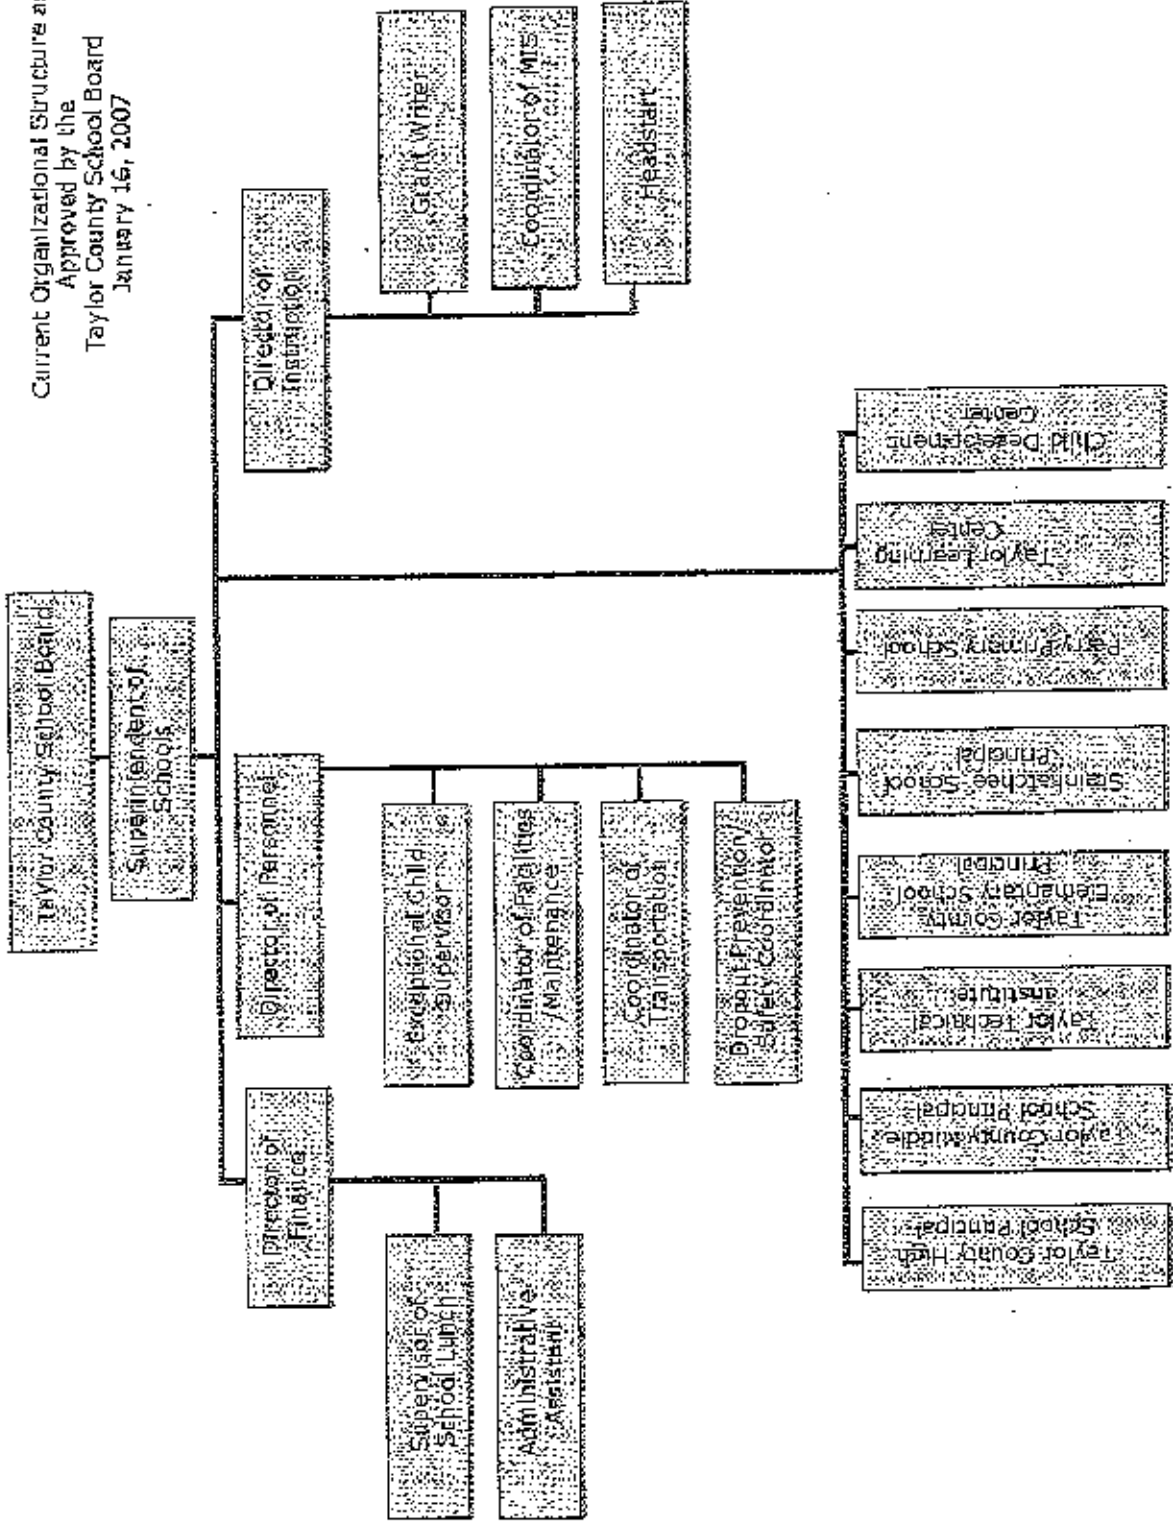 Current Organizational Structure as
Approved by the
Taylor County School Board
January 16, 2007
Taylor County School Board
Superintendent of
Schools
Director of
Finance
Director of Personnel
Director of
Instruction
Supervisor of
School Lunch
Administrative
Assistant
Exceptional Child
Supervisor
Coordinator of Facilities
/Maintenance
Coordinator of
Transportation
Dropout Prevention/
Safety Coordinator
Grant Writer
Coordinator of MIS
Headstart
Taylor County High
School Principal
Taylor County Middle
School Principal
Taylor Technical
Institute
Taylor County
Elementary School
Principal
Steinhatchee School
Principal
Perry Primary School
Taylor Learning
Center
Child Development
Center